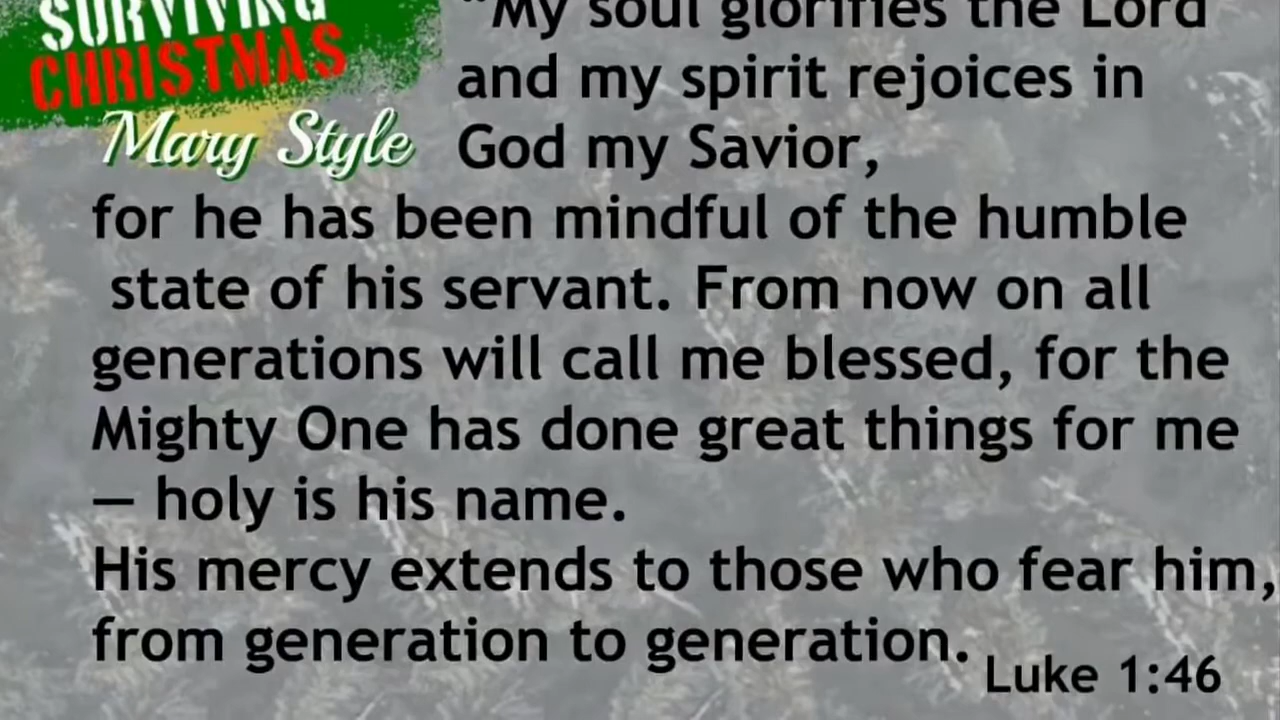 SURVIVING
CHRISTMAS
Mary Style
"My soul glorifies the Lord
and my spirit rejoices in
God my Savior,
for he has been mindful of the humble
state of his servant. From now on all
generations will call me blessed, for the
Mighty One has done great things for me
— holy is his name.
His mercy extends to those who fear him,
from generation to generation.
Luke 1:46